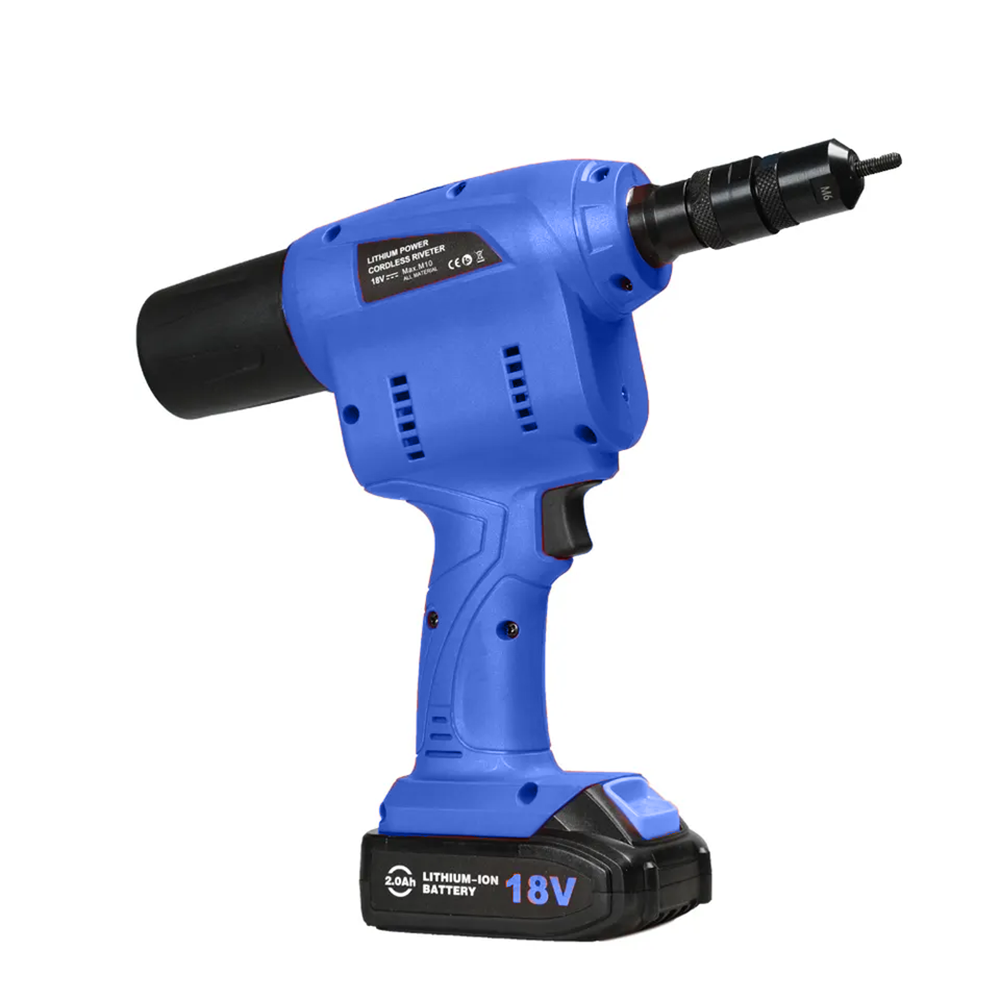 LITHIUM POWER
CORDLESS RIVETER
18V Max.M10
ALL MATERIAL
CE
M6
2.0Ah LITHIUM-ION
BATTERY
18V